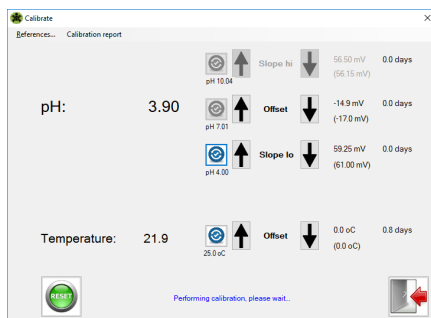 Calibrate
References... Calibration report
Slope hi 56.50 mV 0.0 days
(56.15 mV)
pH 10.04
pH: 3.90 Offset -14.9 mV 0.0 days
(-17.0 mV)
pH 7.01
Slope lo 59.25 mV 0.0 days
(61.00 mV)
pH 4.00
Temperature: 21.9 Offset 0.0 oC 0.8 days
(0.0 oC)
25.0 oC
RESET
Performing calibration, please wait...